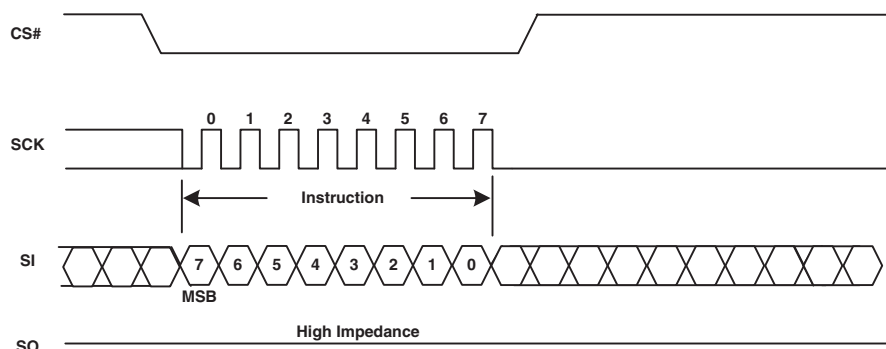 CS#
0 1 2 3 4 5 6 7
SCK
Instruction
SI
7 6 5 4 3 2 1 0
MSB
High Impedance
SO